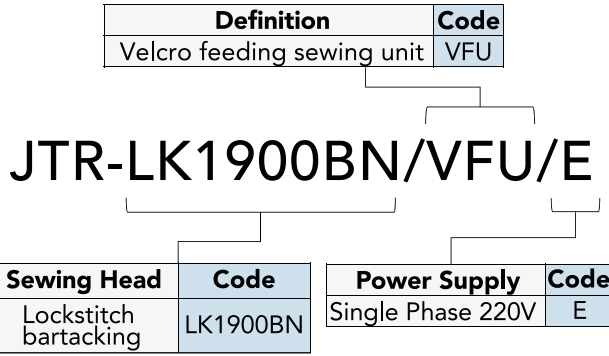 Definition Code
Velcro feeding sewing unit VFU
JTR-LK1900BN/VFU/E
Sewing Head Code
Lockstitch
bartacking LK1900BN
Power Supply Code
Single Phase 220V E